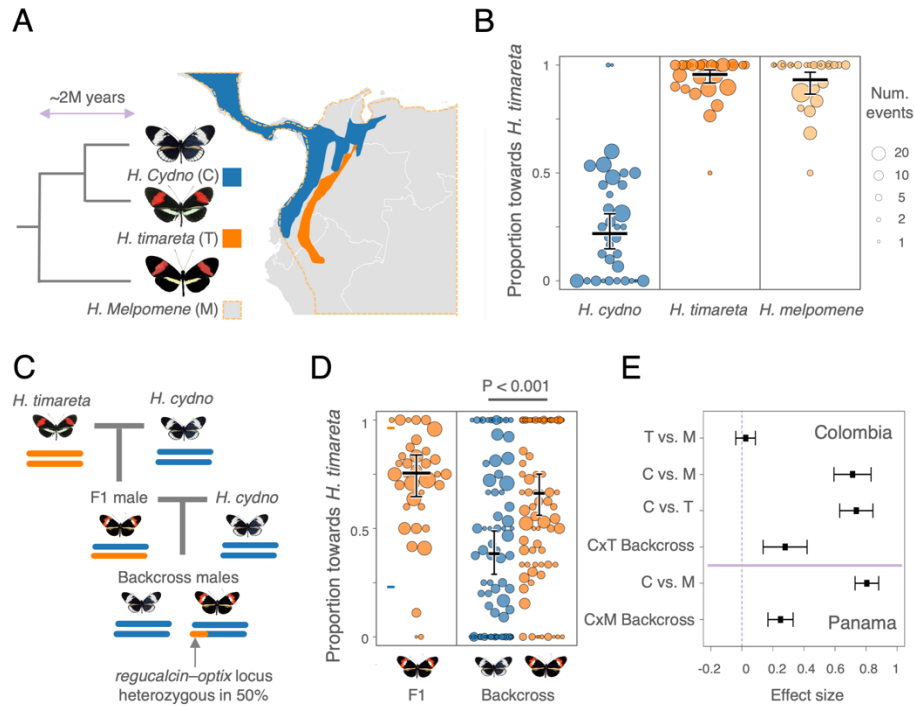 A
~2M years
H. Cydno (C)
H. timareta (T)
H. Melpomene (M)
B
Proportion towards H. timareta
1
0.5
0
H. cydno
H. timareta
H. melpomene
Num.
events
20
10
5
2
1
C
H. timareta
H. cydno
F1 male
H. cydno
Backcross males
regucalcin–optix locus
heterozygous in 50%
D
P < 0.001
Proportion towards H. timareta
1
0.5
0
F1
Backcross
E
T vs. M
C vs. M
C vs. T
CxT Backcross
C vs. M
CxM Backcross
Colombia
Panama
-0.2
0
0.2
0.4
0.6
0.8
1
Effect size